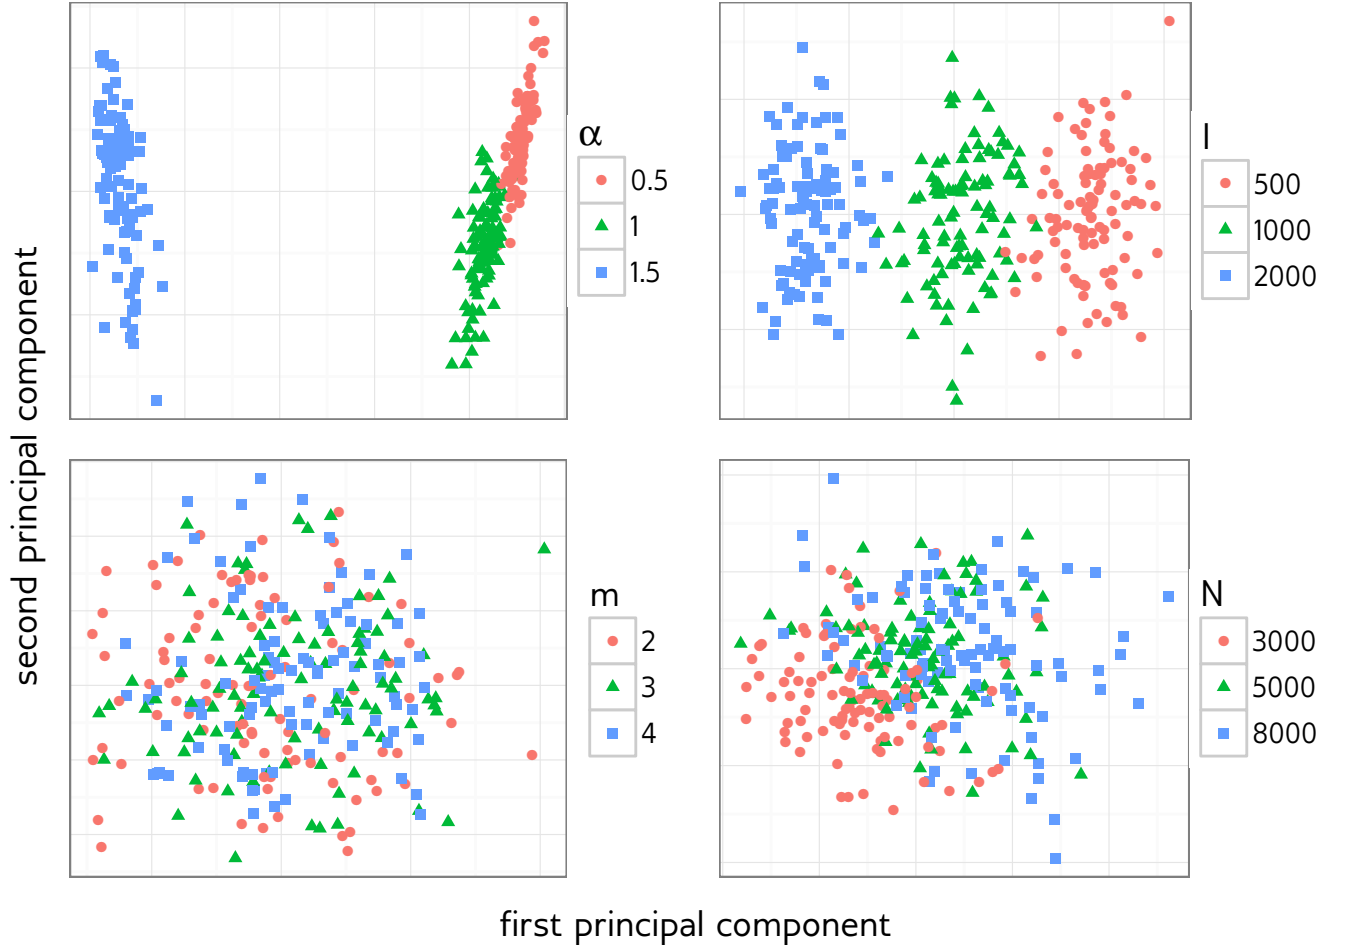 α
0.5
1
1.5
l
500
1000
2000
m
2
3
4
N
3000
5000
8000
second principal component
first principal component